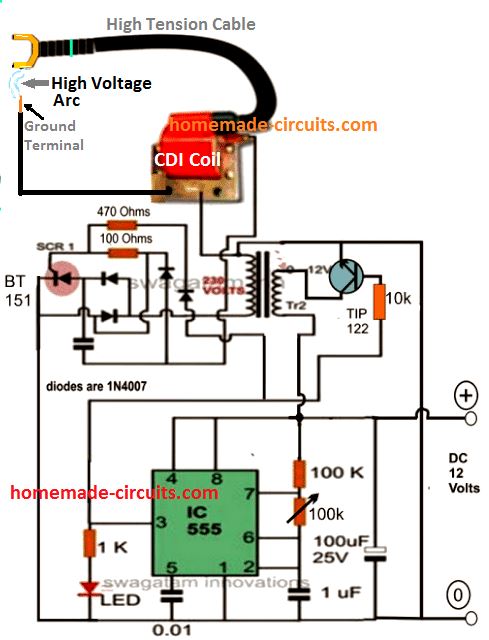 High Tension Cable
High Voltage
Arc
homemade-circuits.com
Ground
Terminal
CDI Coil
470 Ohms
100 Ohms
SCR 1
BT
151
swagatam
230
VOLTS
0 12V
Tr2
TIP
122
10k
diodes are 1N4007
+
DC
12
Volts
4 8
100 K
7
homemade-circuits.com
IC
555
100k
3
6
1 K
100uF
25V
5 1 2
swagatam innovations
LED
1 uF
0
0.01